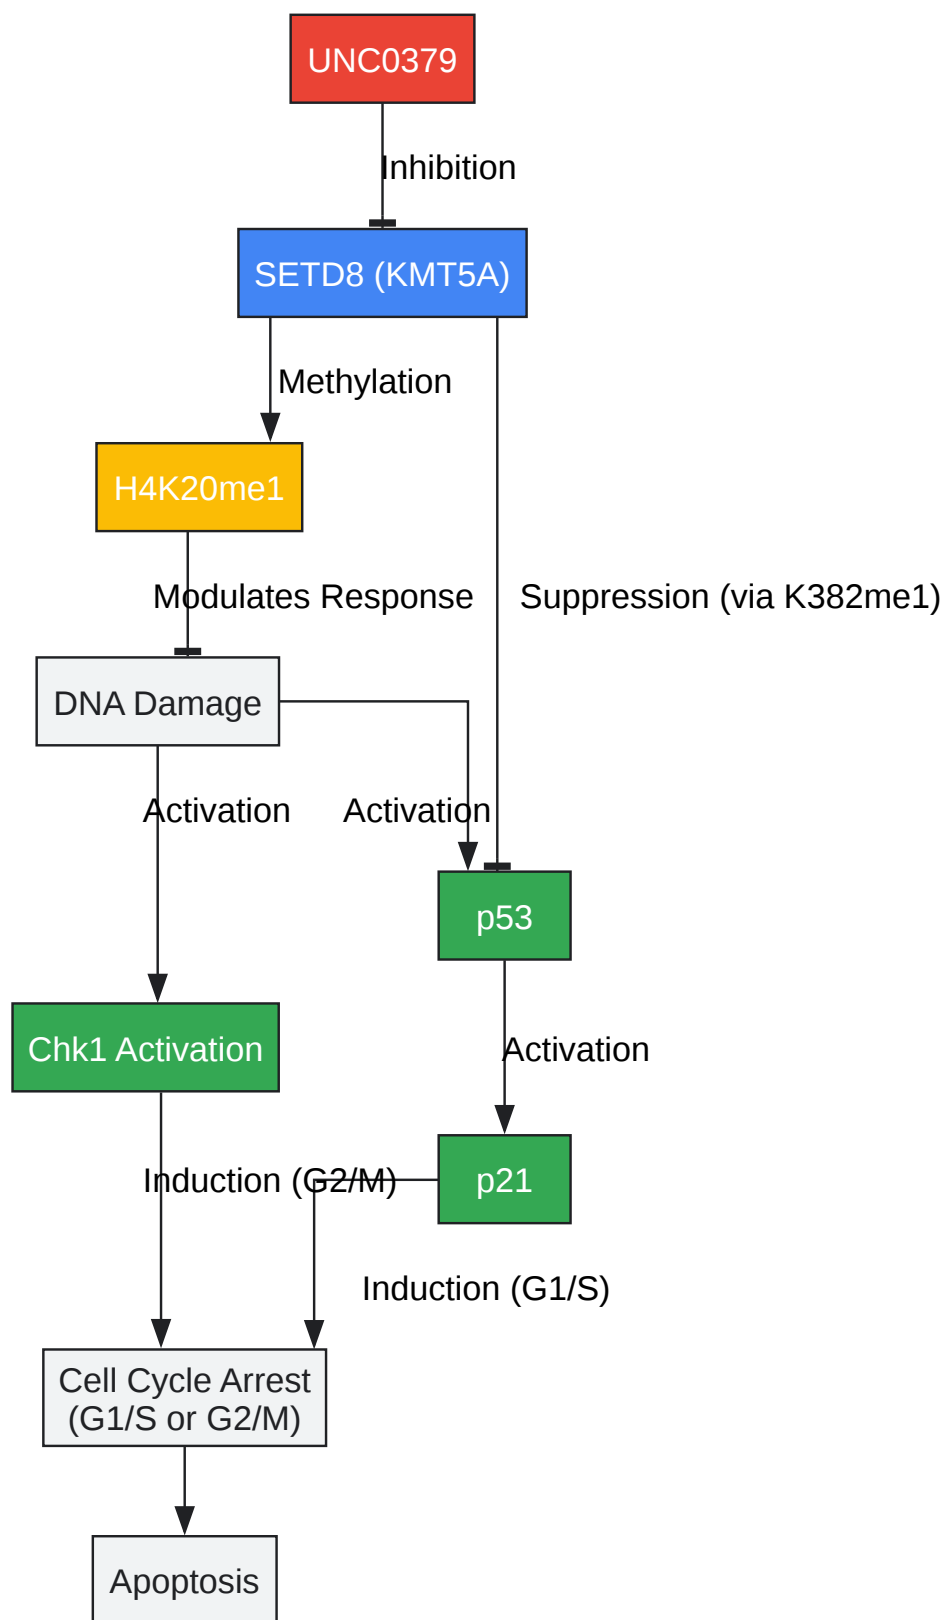 UNC0379
Inhibition
SETD8 (KMT5A)
Methylation
H4K20me1
Modulates Response
Suppression (via K382me1)
DNA Damage
Activation
Activation
p53
Chk1 Activation
Activation
Induction (G2/M)
p21
Induction (G1/S)
Cell Cycle Arrest
(G1/S or G2/M)
Apoptosis